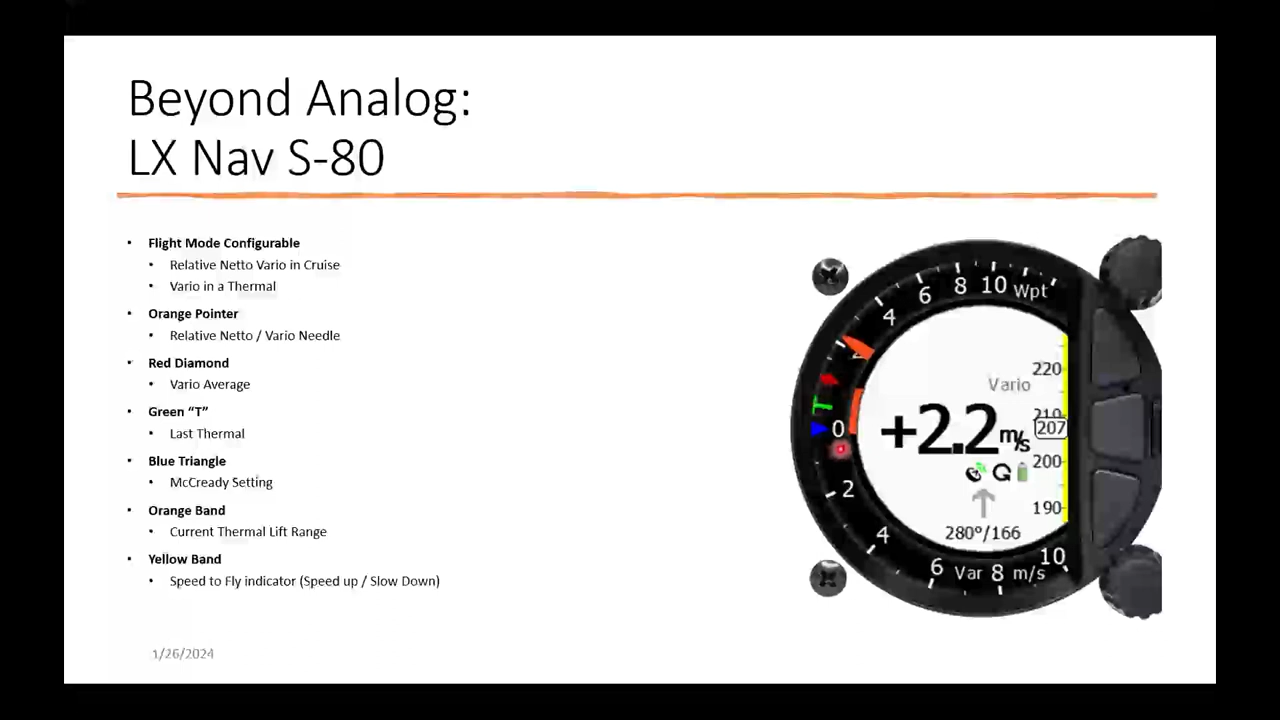 Beyond Analog:
LX Nav S-80
• Flight Mode Configurable
• Relative Netto Vario in Cruise
• Vario in a Thermal
• Orange Pointer
• Relative Netto / Vario Needle
• Red Diamond
• Vario Average
• Green “T”
• Last Thermal
• Blue Triangle
• McCready Setting
• Orange Band
• Current Thermal Lift Range
• Yellow Band
• Speed to Fly indicator (Speed up / Slow Down)
1/26/2024
4 6 8 10 Wpt
2
220
Vario
210
+2.2 m/s
207
0
200
2
190
280°/166
4
6 Var 8 m/s 10